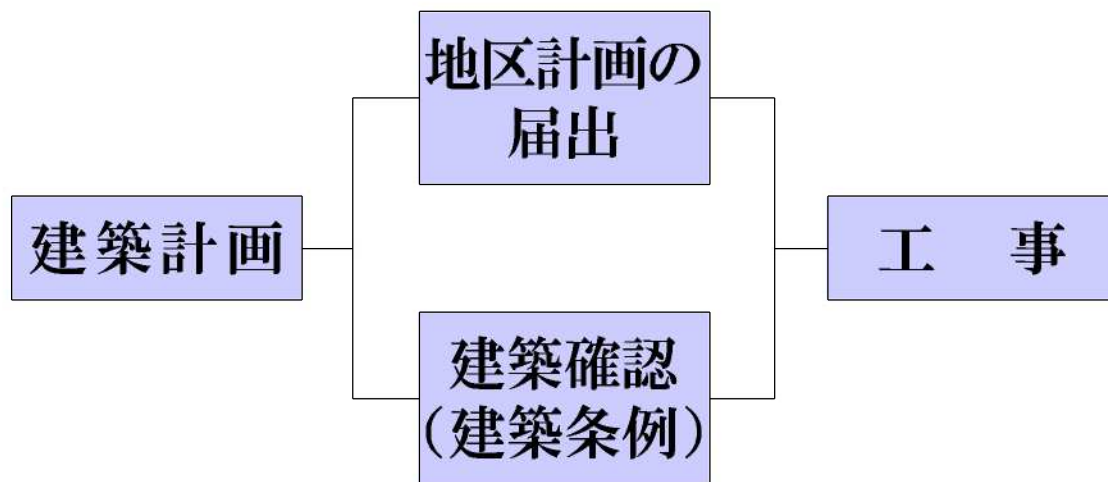 建築計画
地区計画の
届出
建築確認
（建築条例）
工　事